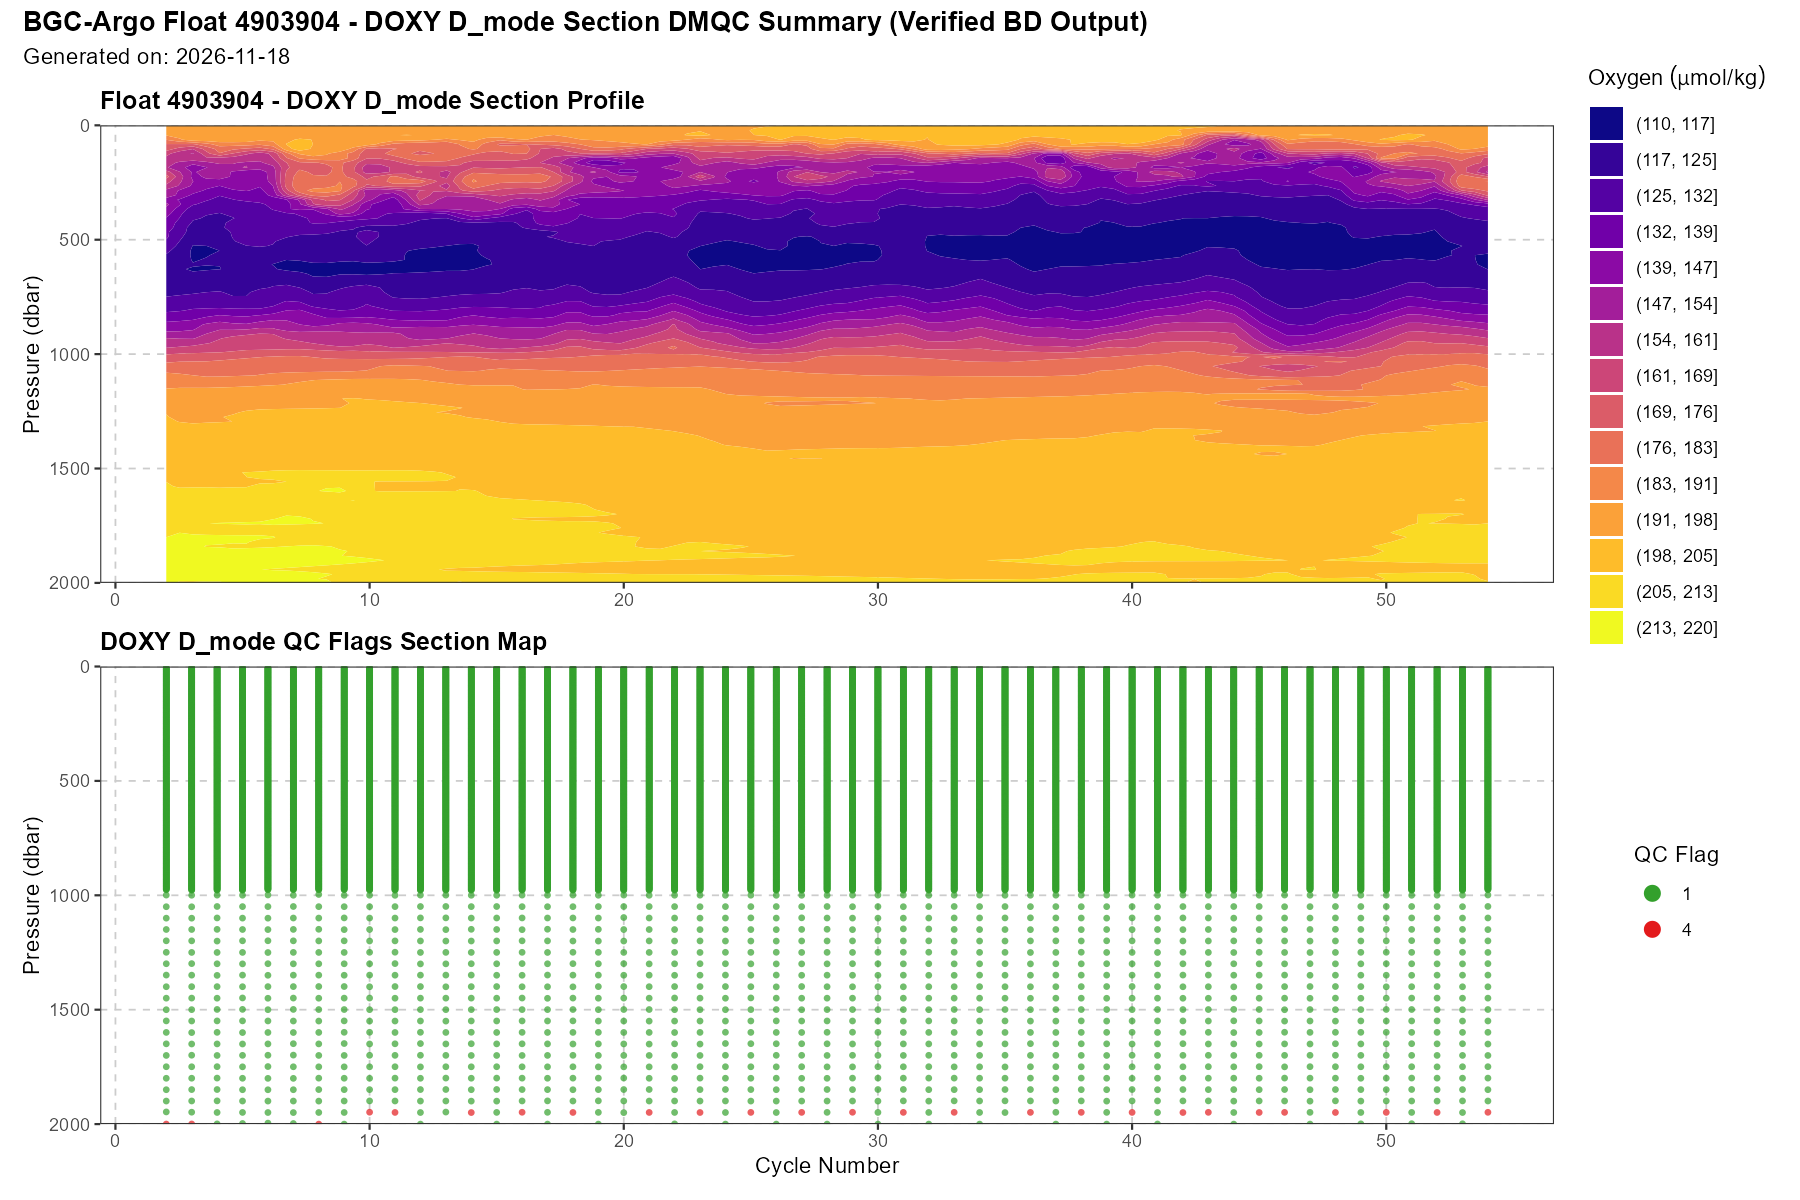 BGC-Argo Float 4903904 - DOXY D_mode Section DMQC Summary (Verified BD Output)
Generated on: 2026-11-18
Float 4903904 - DOXY D_mode Section Profile
Pressure (dbar)
0
500
1000
1500
2000
0 10 20 30 40 50
Oxygen (μmol/kg)
(110, 117]
(117, 125]
(125, 132]
(132, 139]
(139, 147]
(147, 154]
(154, 161]
(161, 169]
(169, 176]
(176, 183]
(183, 191]
(191, 198]
(198, 205]
(205, 213]
(213, 220]
DOXY D_mode QC Flags Section Map
Pressure (dbar)
0
500
1000
1500
2000
0 10 20 30 40 50
Cycle Number
QC Flag
1
4